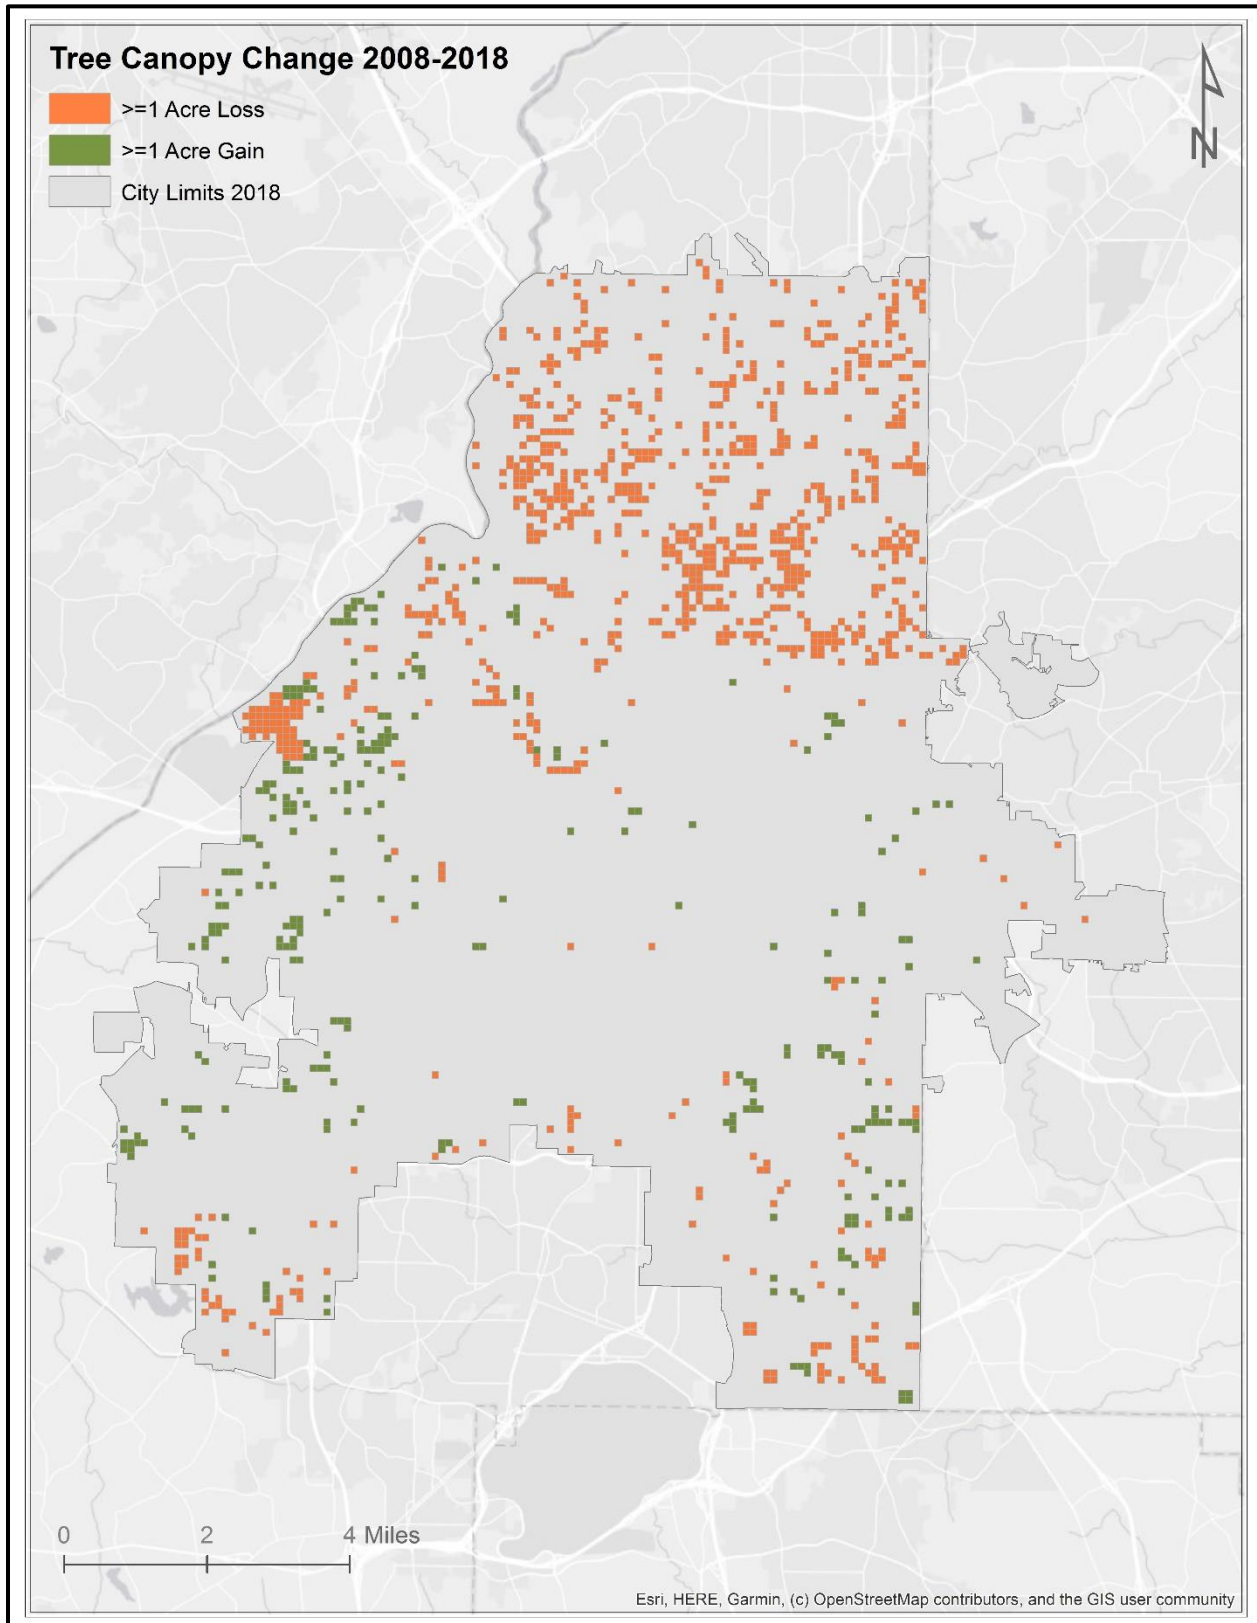 Tree Canopy Change 2008-2018
>=1 Acre Loss
>=1 Acre Gain
City Limits 2018
N
0 2 4 Miles
Esri, HERE, Garmin, (c) OpenStreetMap contributors, and the GIS user community